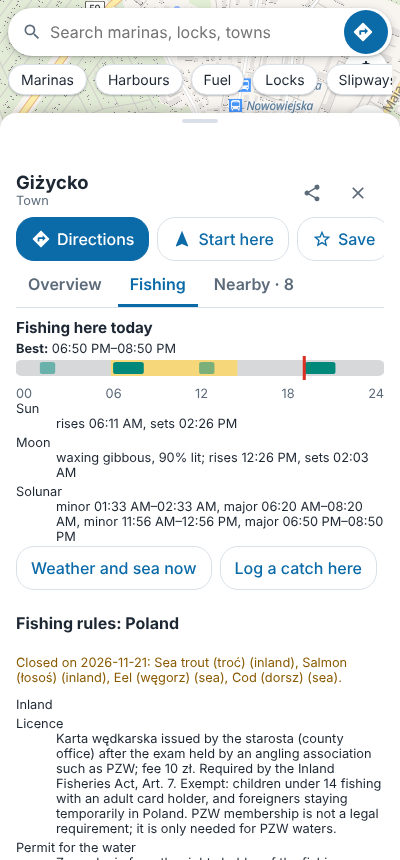 59
Search marinas, locks, towns
Marinas
Harbours
Fuel
Locks
Slipways
Nowowiejska
Giżycko
Town
Directions
Start here
Save
Overview
Fishing
Nearby · 8
Fishing here today
Best: 06:50 PM–08:50 PM
00 06 12 18 24
Sun
rises 06:11 AM, sets 02:26 PM
Moon
waxing gibbous, 90% lit; rises 12:26 PM, sets 02:03
AM
Solunar
minor 01:33 AM–02:33 AM, major 06:20 AM–08:20
AM, minor 11:56 AM–12:56 PM, major 06:50 PM–08:50
PM
Weather and sea now
Log a catch here
Fishing rules: Poland
Closed on 2026-11-21: Sea trout (troć) (inland), Salmon
(łosoś) (inland), Eel (węgorz) (sea), Cod (dorsz) (sea).
Inland
Licence
Karta wędkarska issued by the starosta (county
office) after the exam held by an angling association
such as PZW; fee 10 zł. Required by the Inland
Fisheries Act, Art. 7. Exempt: children under 14 fishing
with an adult card holder, and foreigners staying
temporarily in Poland. PZW membership is not a legal
requirement; it is only needed for PZW waters.
Permit for the water